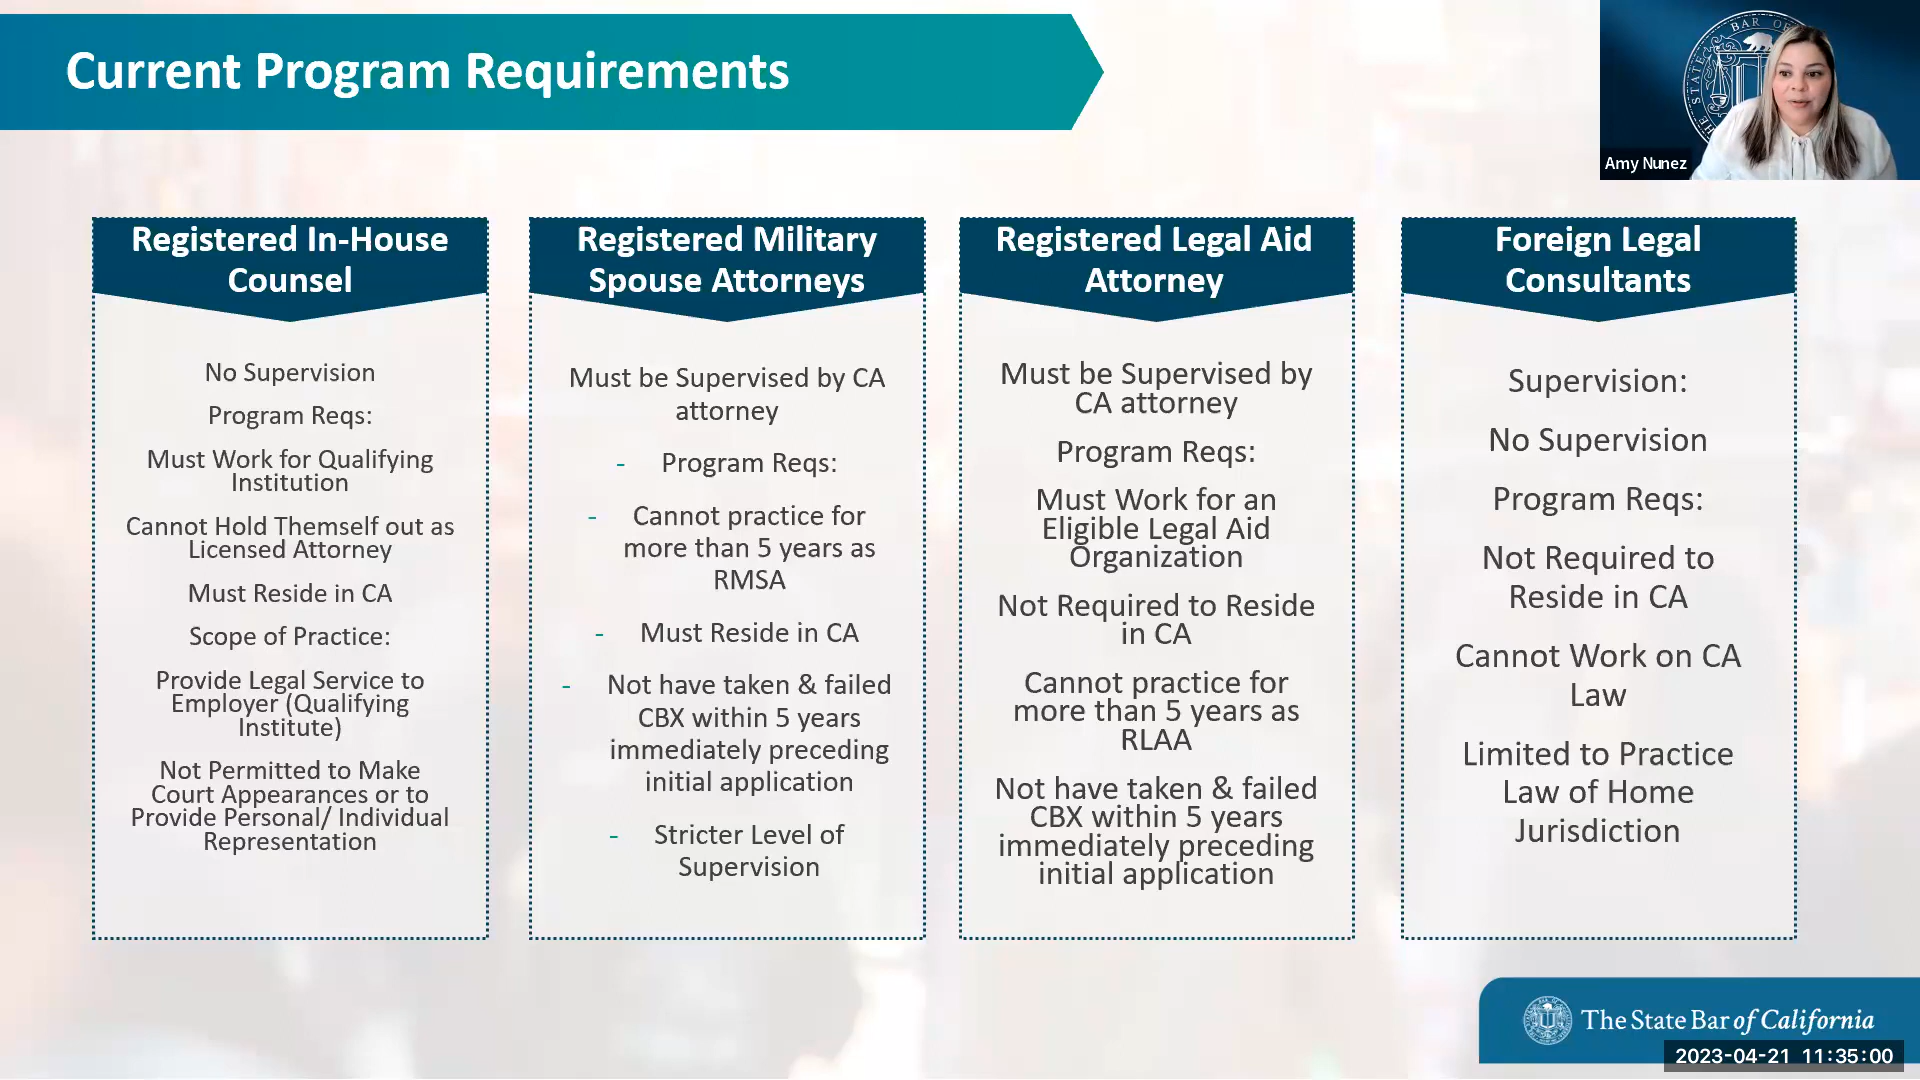 Current Program Requirements
BAR OF
THE STATE
Amy Nunez
Registered In-House
Counsel
No Supervision
Program Reqs:
Must Work for Qualifying
Institution
Cannot Hold Themself out as
Licensed Attorney
Must Reside in CA
Scope of Practice:
Provide Legal Service to
Employer (Qualifying
Institute)
Not Permitted to Make
Court Appearances or to
Provide Personal/ Individual
Representation
Registered Military
Spouse Attorneys
Must be Supervised by CA
attorney
- Program Reqs:
- Cannot practice for
more than 5 years as
RMSA
- Must Reside in CA
- Not have taken & failed
CBX within 5 years
immediately preceding
initial application
- Stricter Level of
Supervision
Registered Legal Aid
Attorney
Must be Supervised by
CA attorney
Program Reqs:
Must Work for an
Eligible Legal Aid
Organization
Not Required to Reside
in CA
Cannot practice for
more than 5 years as
RLAA
Not have taken & failed
CBX within 5 years
immediately preceding
initial application
Foreign Legal
Consultants
Supervision:
No Supervision
Program Reqs:
Not Required to
Reside in CA
Cannot Work on CA
Law
Limited to Practice
Law of Home
Jurisdiction
The State Bar of California
2023-04-21 11:35:00